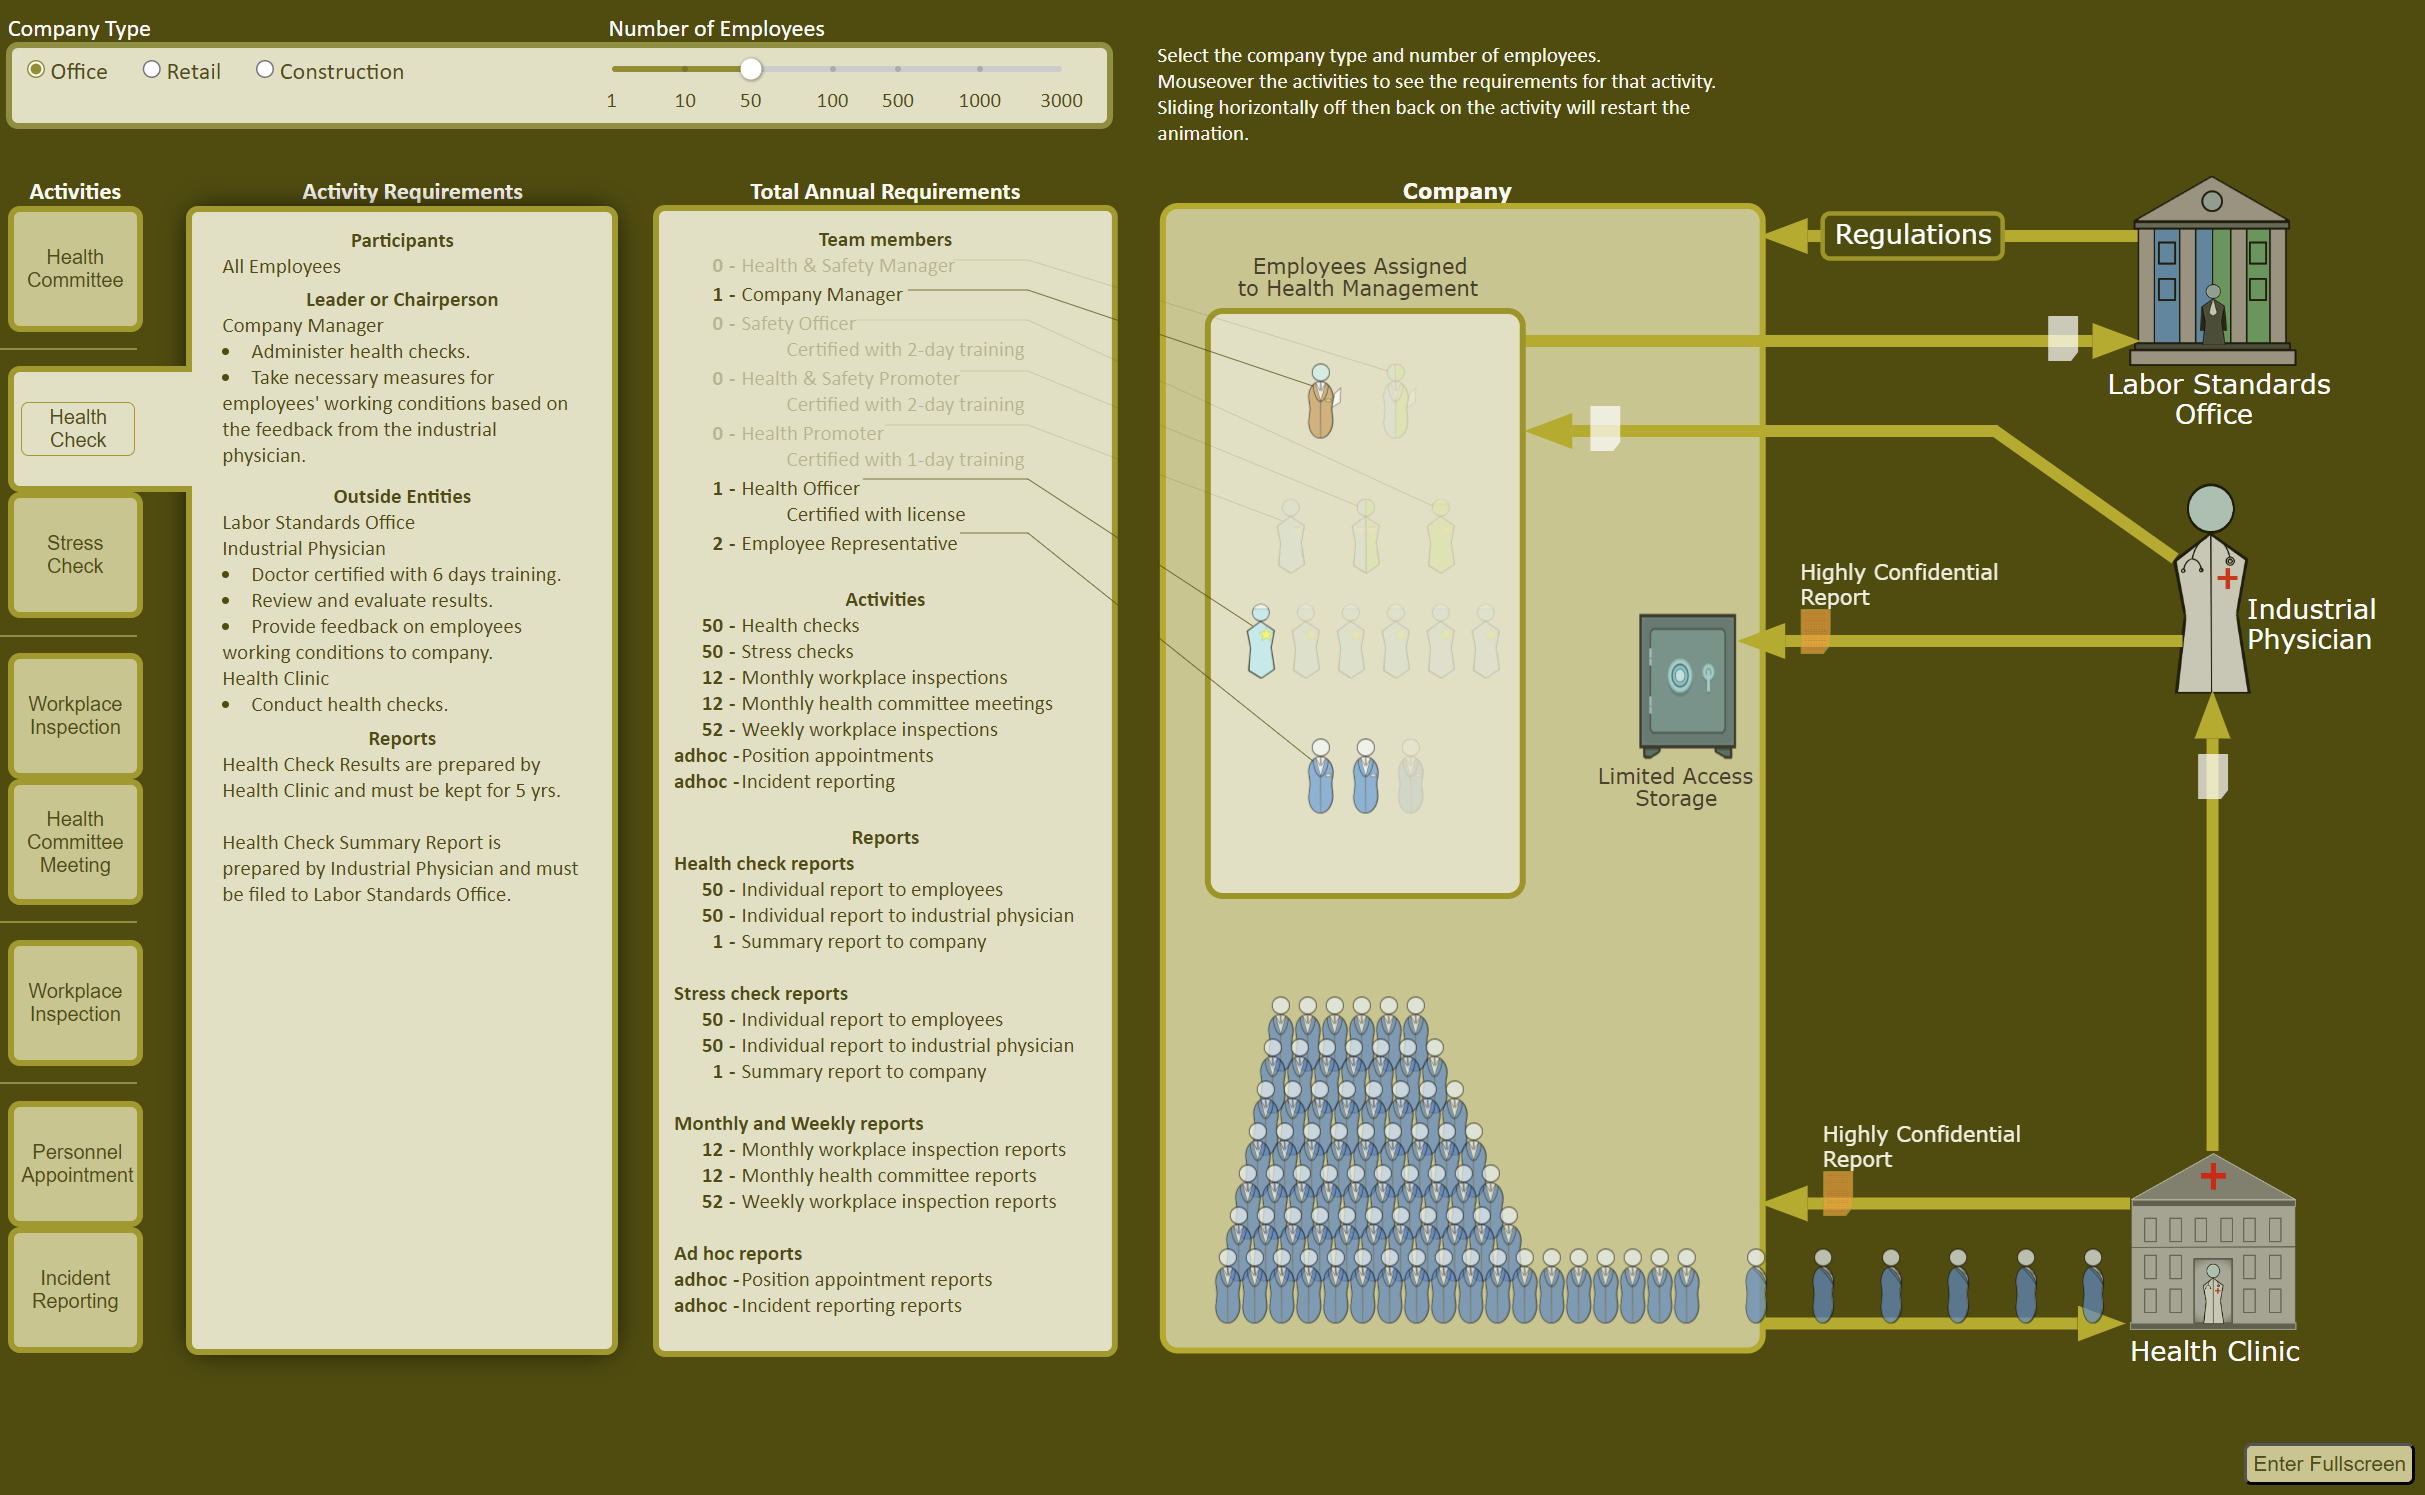 Company Type
Office
Retail
Construction
Number of Employees
1
10
50
100
500
1000
3000
Select the company type and number of employees.
Mouseover the activities to see the requirements for that activity.
Sliding horizontally off then back on the activity will restart the
animation.
Activities
Health
Committee
Health
Check
Stress
Check
Workplace
Inspection
Health
Committee
Meeting
Workplace
Inspection
Personnel
Appointment
Incident
Reporting
Activity Requirements
Participants
All Employees
Leader or Chairperson
Company Manager
• Administer health checks.
• Take necessary measures for
employees' working conditions based on
the feedback from the industrial
physician.
Outside Entities
Labor Standards Office
Industrial Physician
• Doctor certified with 6 days training.
• Review and evaluate results.
• Provide feedback on employees
working conditions to company.
Health Clinic
• Conduct health checks.
Reports
Health Check Results are prepared by
Health Clinic and must be kept for 5 yrs.
Health Check Summary Report is
prepared by Industrial Physician and must
be filed to Labor Standards Office.
Total Annual Requirements
Team members
0 - Health & Safety Manager
1 - Company Manager
0 - Safety Officer
Certified with 2-day training
0 - Health & Safety Promoter
Certified with 2-day training
0 - Health Promoter
Certified with 1-day training
1 - Health Officer
Certified with license
2 - Employee Representative
Activities
50 - Health checks
50 - Stress checks
12 - Monthly workplace inspections
12 - Monthly health committee meetings
52 - Weekly workplace inspections
adhoc - Position appointments
adhoc - Incident reporting
Reports
Health check reports
50 - Individual report to employees
50 - Individual report to industrial physician
1 - Summary report to company
Stress check reports
50 - Individual report to employees
50 - Individual report to industrial physician
1 - Summary report to company
Monthly and Weekly reports
12 - Monthly workplace inspection reports
12 - Monthly health committee reports
52 - Weekly workplace inspection reports
Ad hoc reports
adhoc - Position appointment reports
adhoc - Incident reporting reports
Company
Employees Assigned
to Health Management
Limited Access
Storage
Regulations
Labor Standards
Office
Highly Confidential
Report
Industrial
Physician
Highly Confidential
Report
Health Clinic
Enter Fullscreen